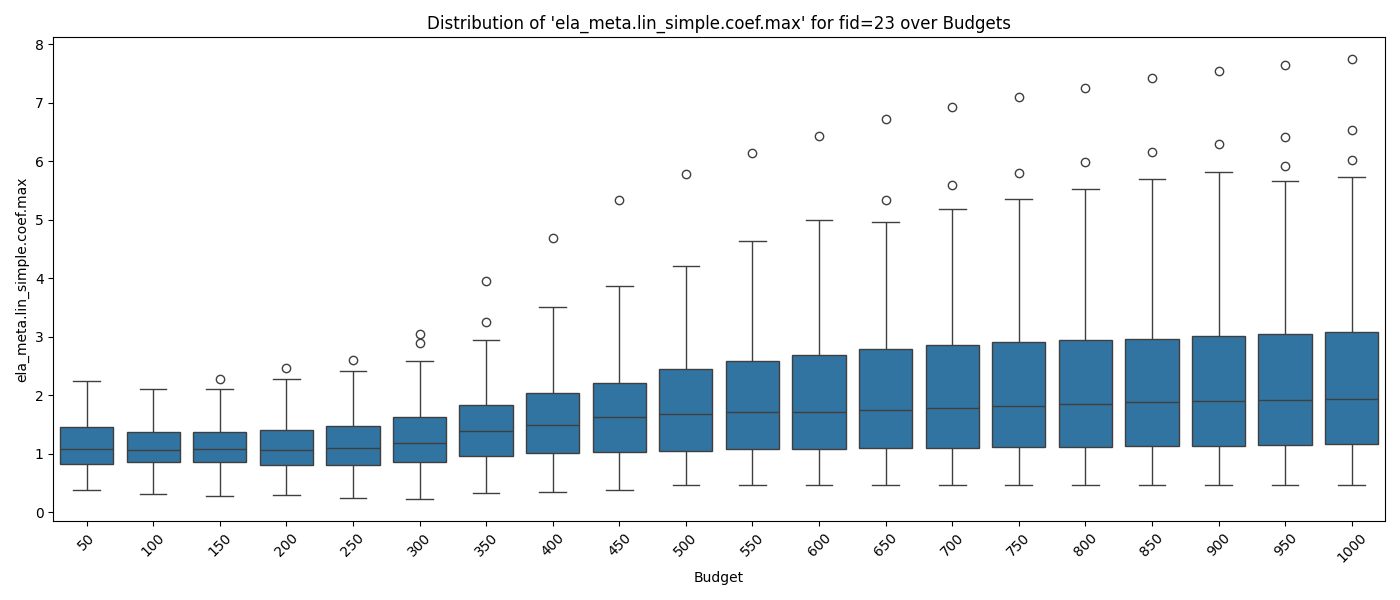 Distribution of 'ela_meta.lin_simple.coef.max' for fid=23 over Budgets
ela_meta.lin_simple.coef.max
8
7
6
5
4
3
2
1
0
50 100 150 200 250 300 350 400 450 500 550 600 650 700 750 800 850 900 950 1000
Budget